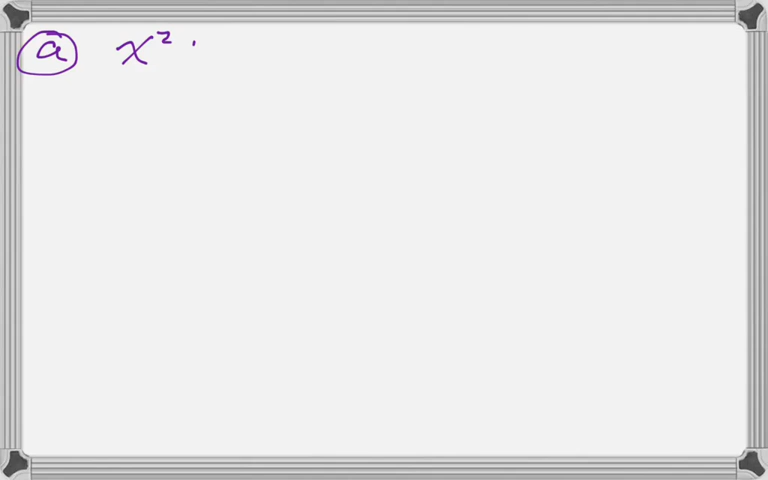 ⓐ x² ·